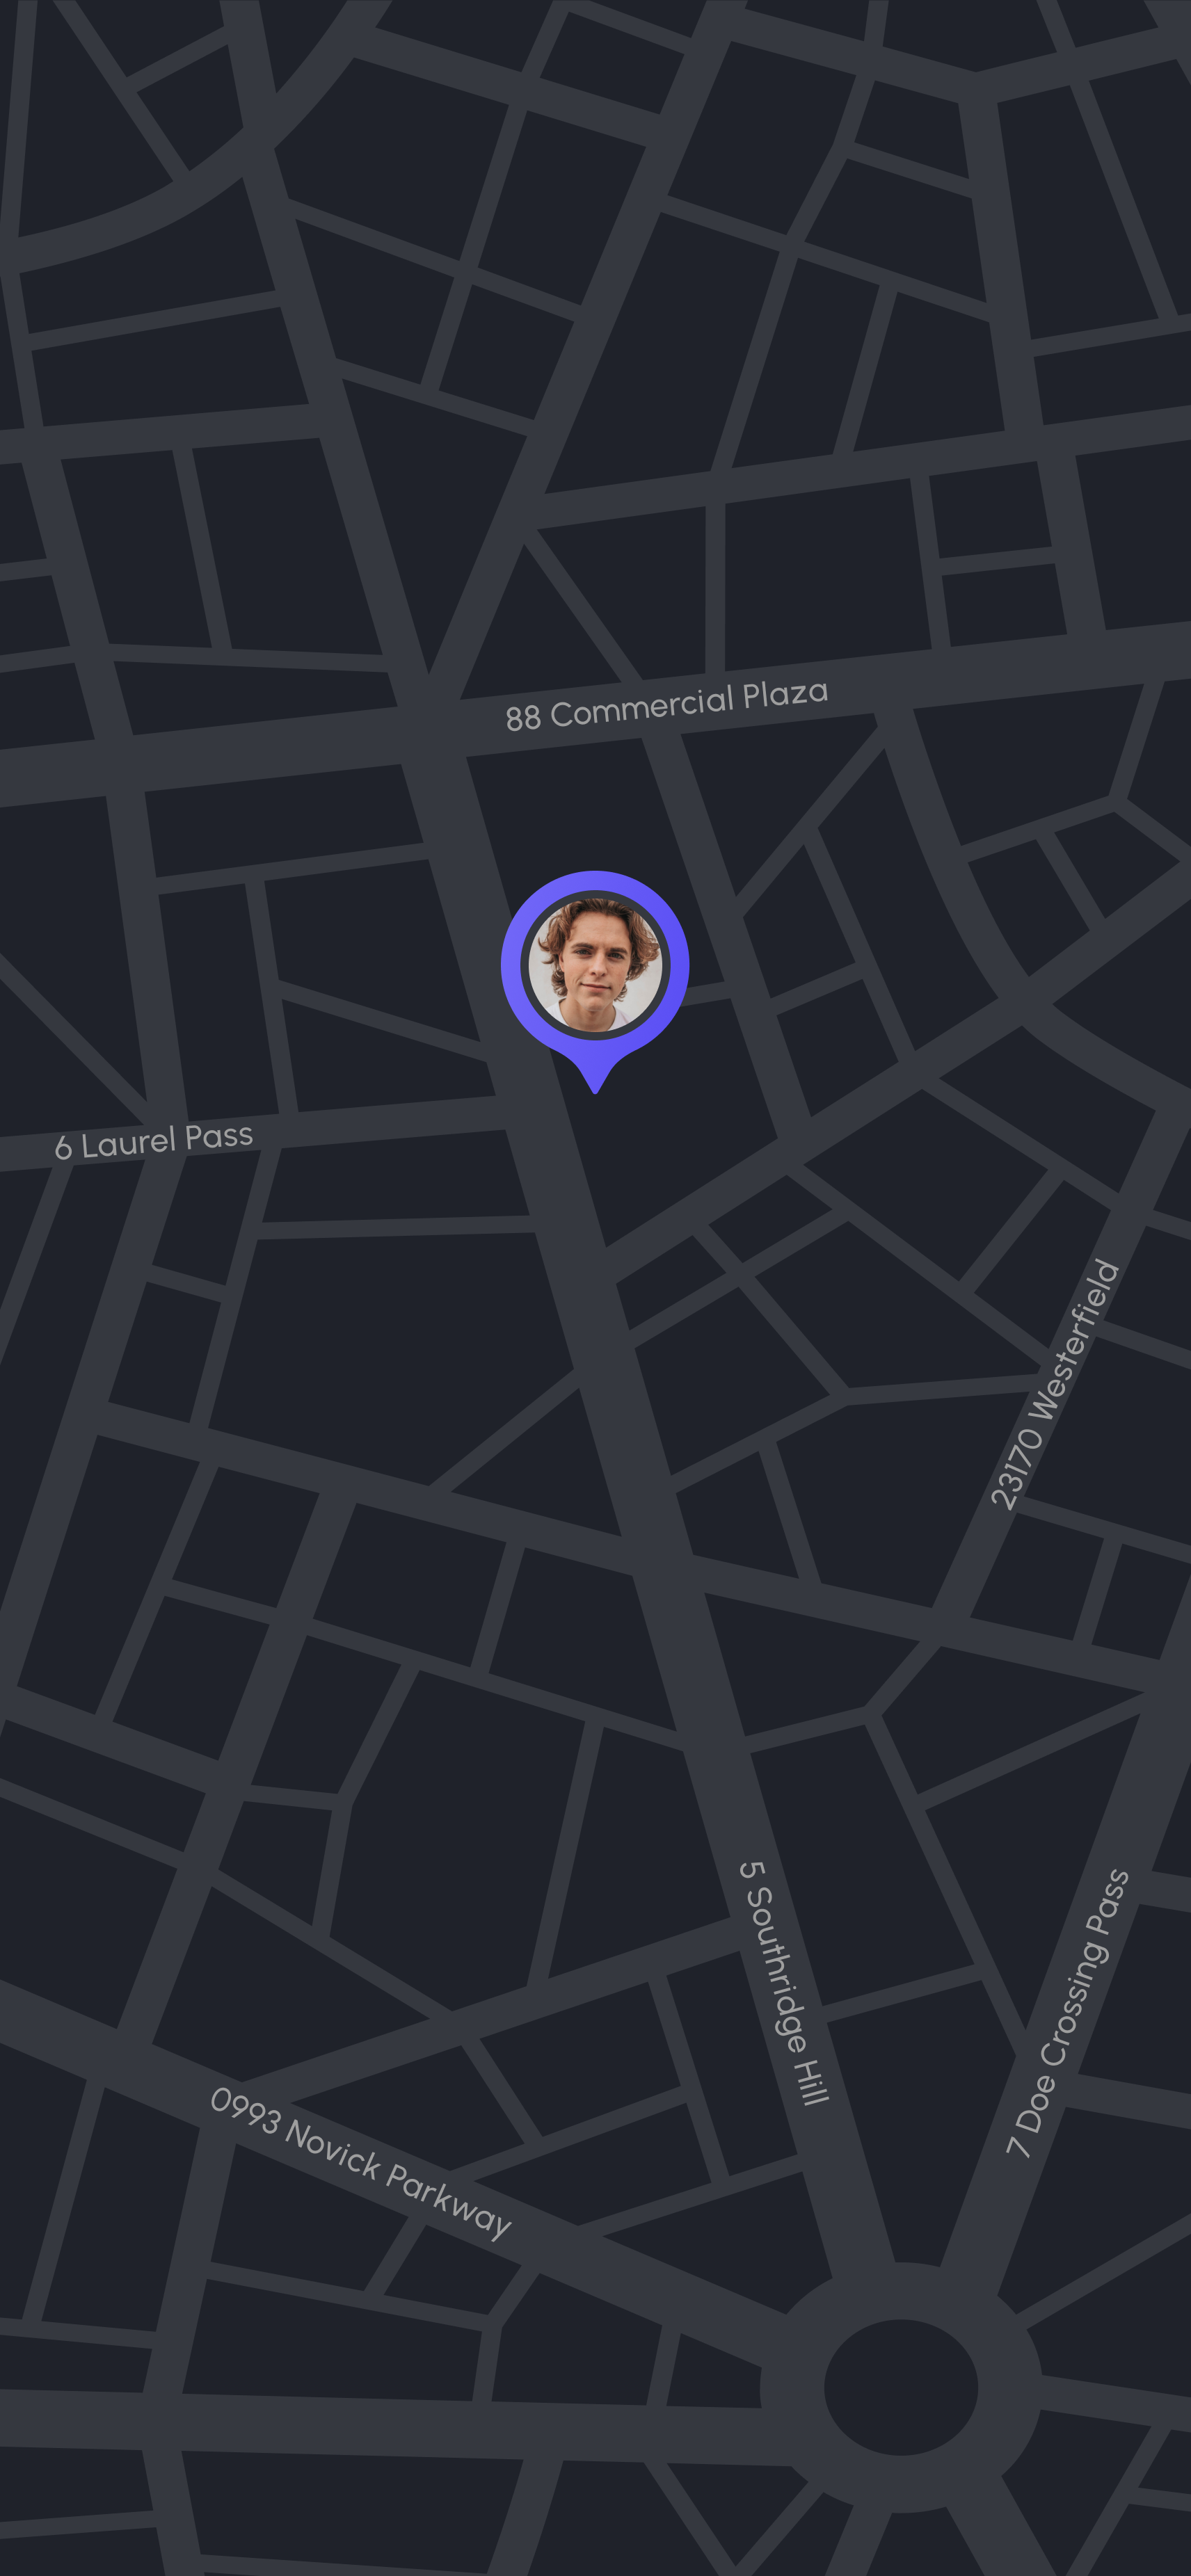 88 Commercial Plaza
6 Laurel Pass
23170 Westerfield
5 Southridge Hill
7 Doe Crossing Pass
0993 Novick Parkway